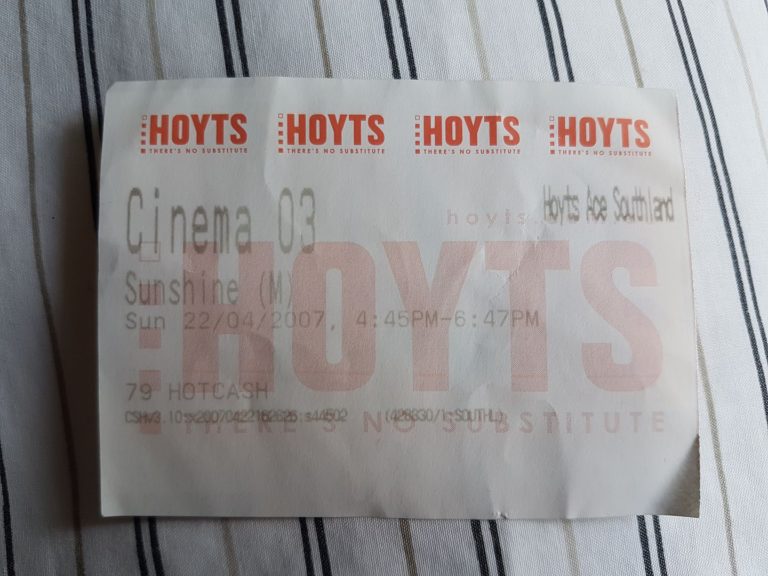 HOYTS HOYTS HOYTS HOYTS
THERE'S NO SUBSTITUTE THERE'S NO SUBSTITUTE THERE'S NO SUBSTITUTE THERE'S NO SUBSTITUTE
Cinema 03
Hoyts Ace Southland
hoyts
HOYTS
Sunshine (M)
Sun 22/04/2007, 4:45PM-6:47PM
79 HOTCASH
THERE'S NO SUBSTITUTE